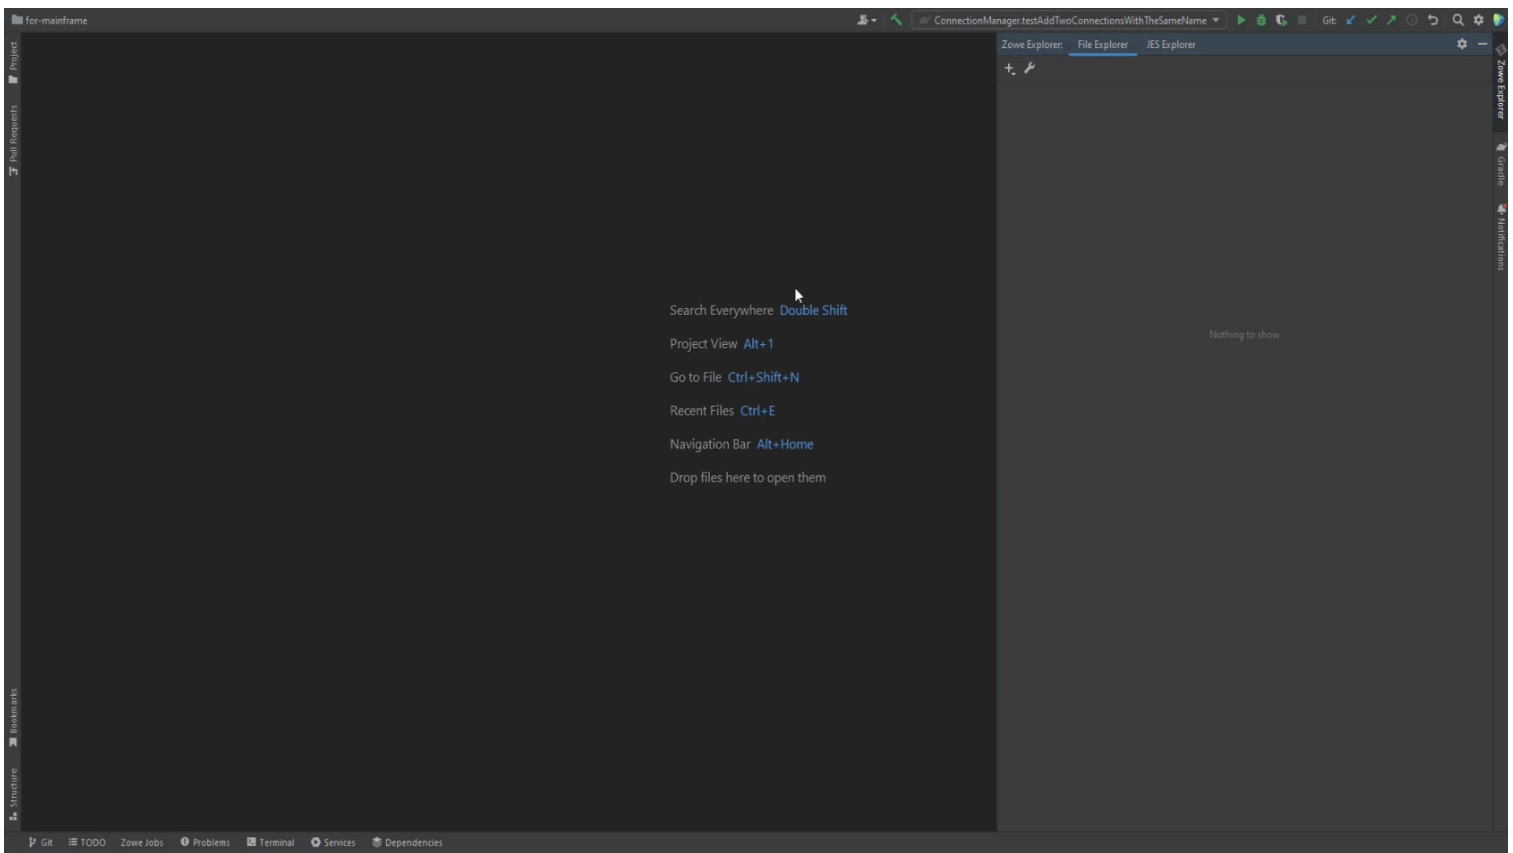 for-mainframe
ConnectionManager.testAddTwoConnectionsWithTheSameName
Git:
Zowe Explorer: File Explorer JES Explorer
Project
Pull Requests
Zowe Explorer
Gradle
Notifications
Search Everywhere Double Shift
Project View Alt+1
Go to File Ctrl+Shift+N
Recent Files Ctrl+E
Navigation Bar Alt+Home
Drop files here to open them
Nothing to show
Bookmarks
Structure
Git TODO Zowe Jobs Problems Terminal Services Dependencies